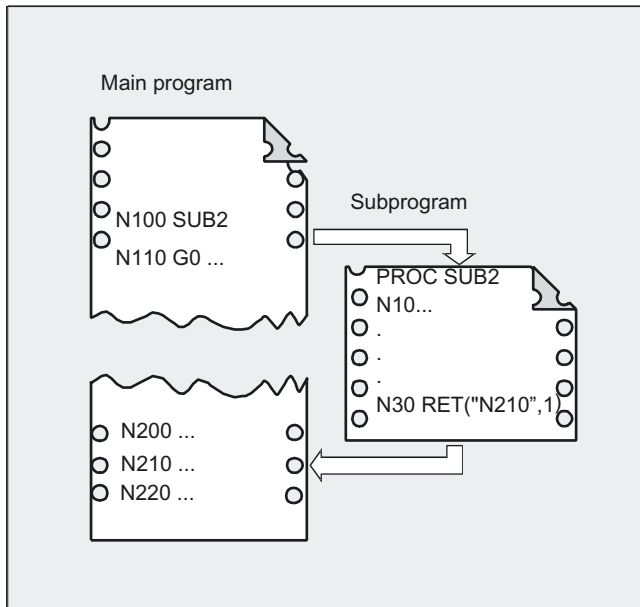 Main program
N100 SUB2
N110 G0 ...
Subprogram
PROC SUB2
N10...
.
.
.
N30 RET("N210”,1)
N200 ...
N210 ...
N220 ...